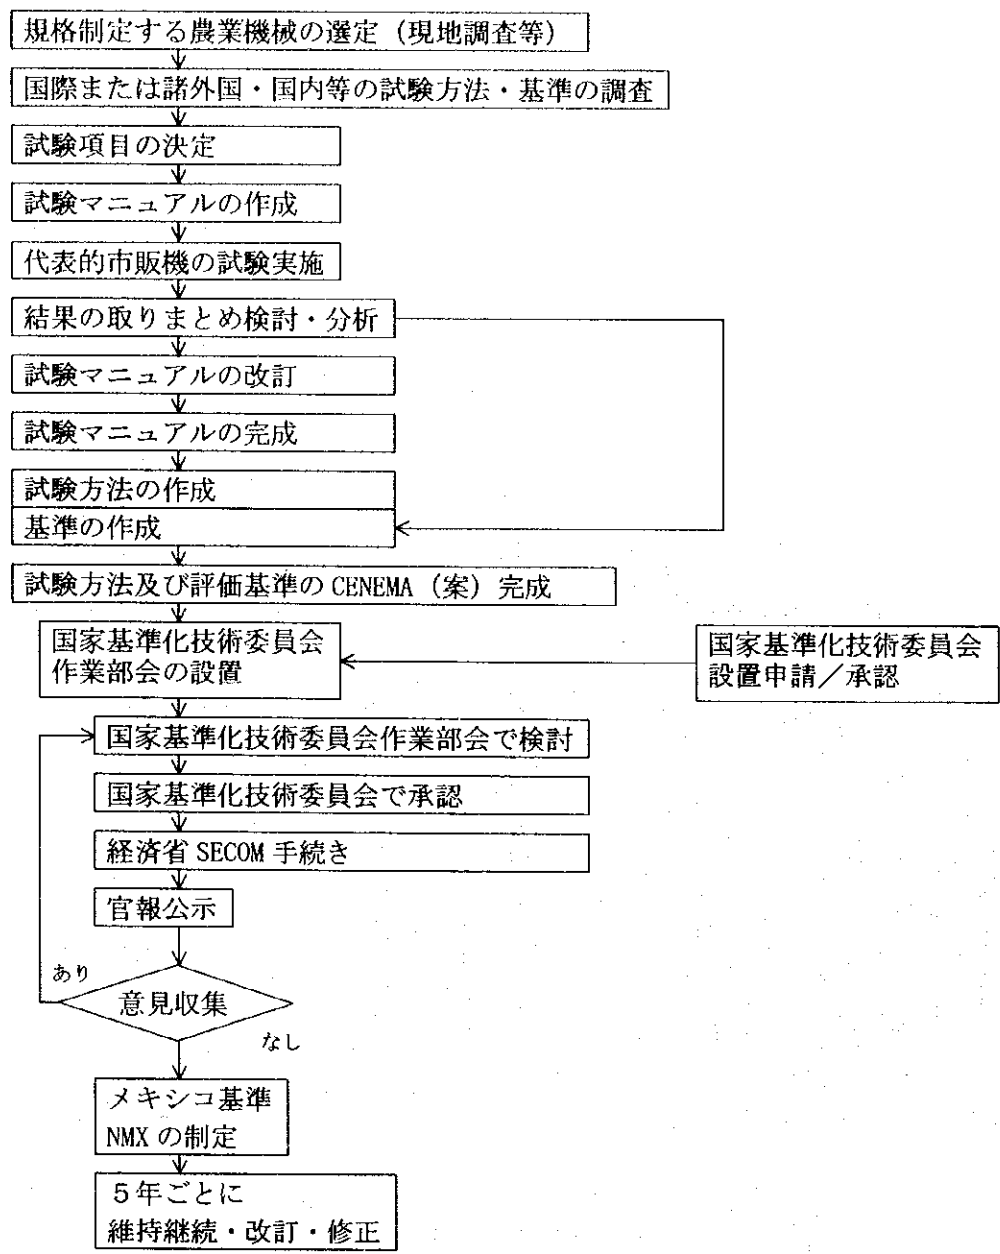 規格制定する農業機械の選定（現地調査等）
国際または諸外国・国内等の試験方法・基準の調査
試験項目の決定
試験マニュアルの作成
代表的市販機の試験実施
結果の取りまとめ検討・分析
試験マニュアルの改訂
試験マニュアルの完成
試験方法の作成
基準の作成
試験方法及び評価基準の CENEMA（案）完成
国家基準化技術委員会
作業部会の設置
国家基準化技術委員会
設置申請／承認
国家基準化技術委員会作業部会で検討
国家基準化技術委員会で承認
経済省 SECOM 手続き
官報公示
あり
意見収集
なし
メキシコ基準
NMX の制定
５年ごとに
維持継続・改訂・修正